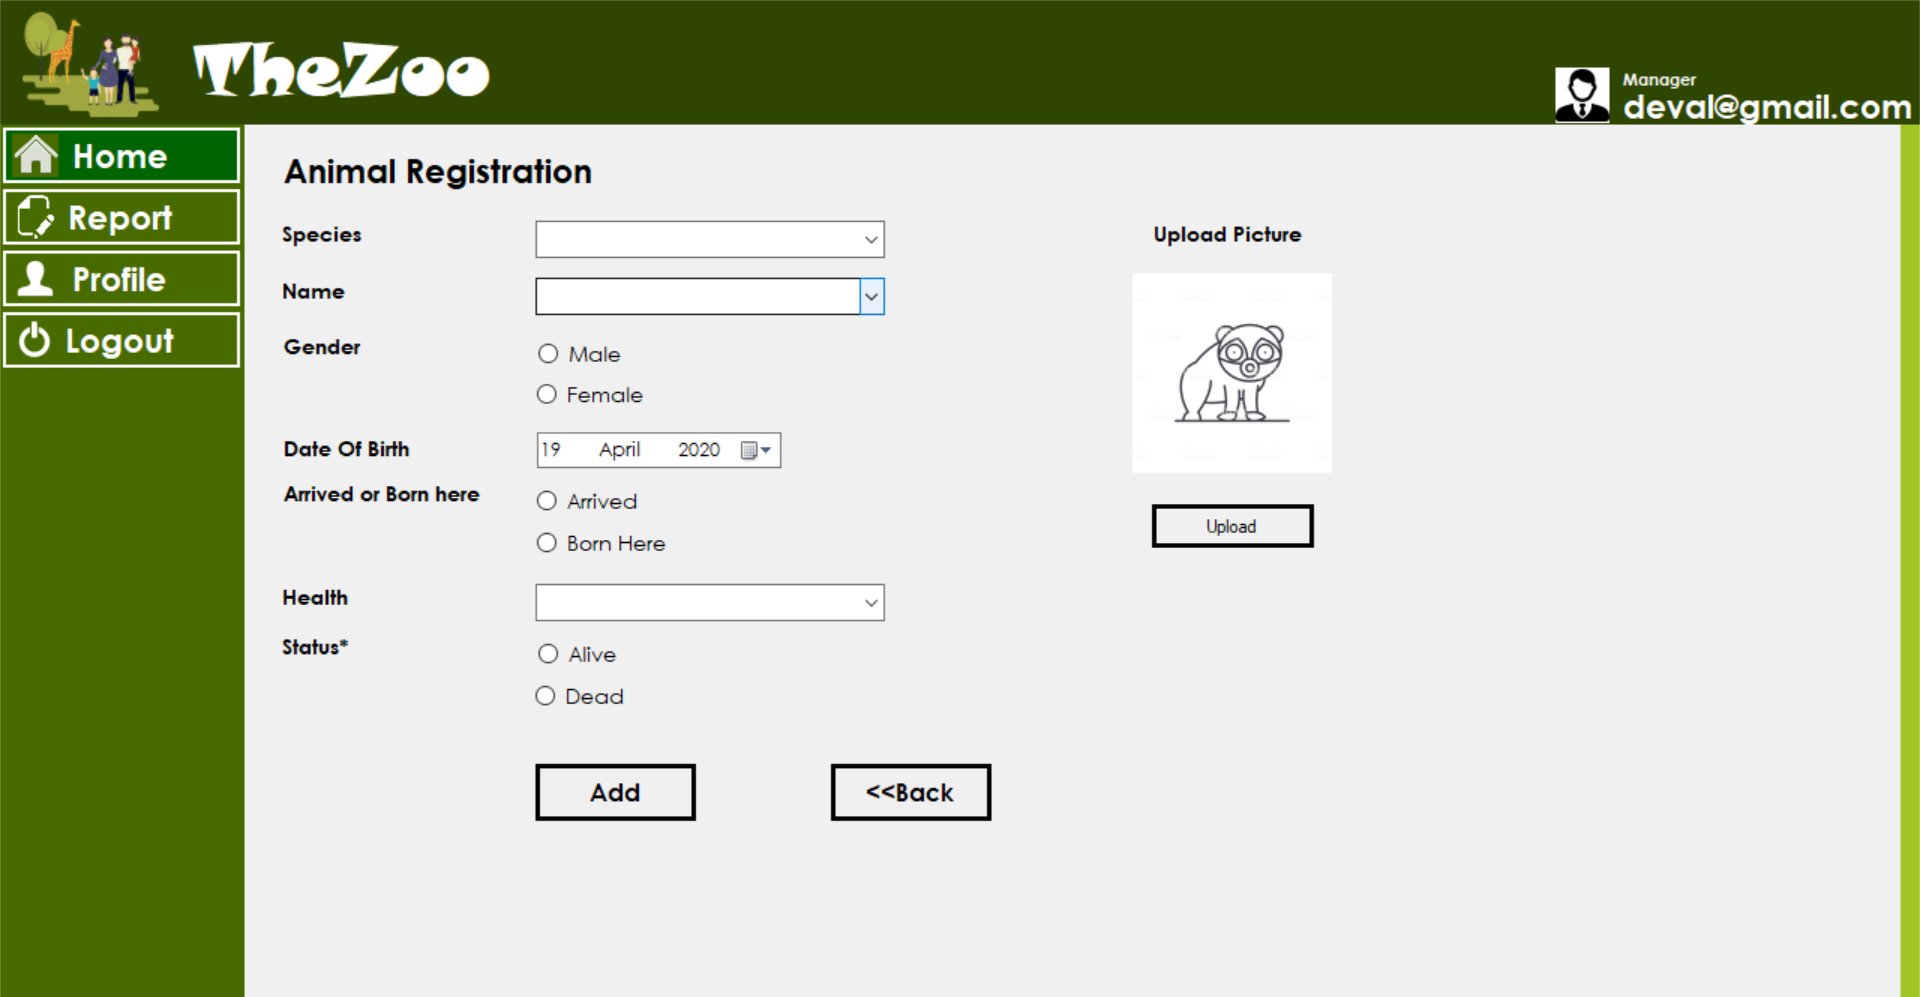 TheZoo
Manager
deval@gmail.com
Home
Report
Profile
Logout
Animal Registration
Species
Upload Picture
Name
Gender
Male
Female
Date Of Birth
19 April 2020
Arrived or Born here
Arrived
Born Here
Upload
Health
Status*
Alive
Dead
Add
<<Back